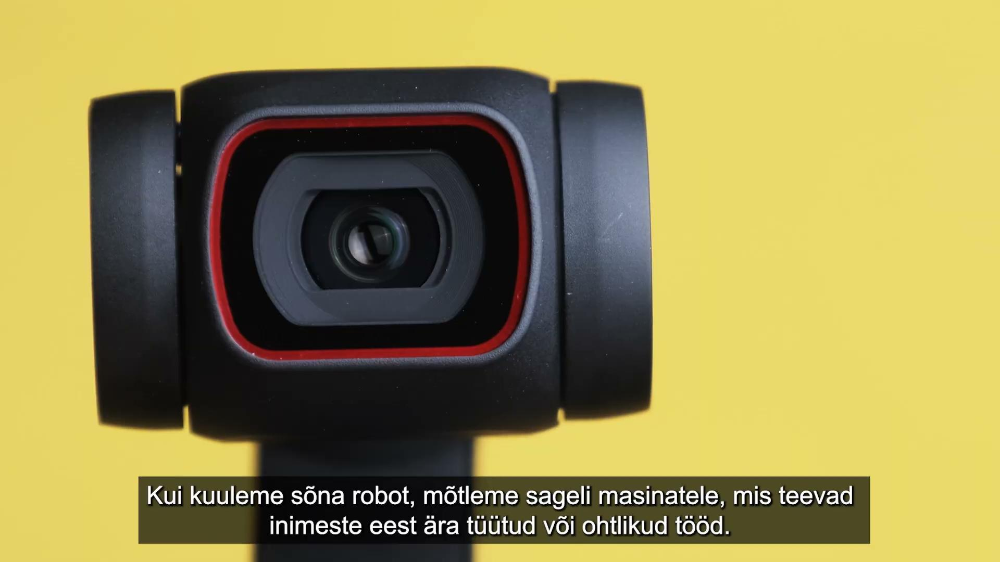 Kui kuuleme sõna robot, mõtleme sageli masinatele, mis teevad
inimeste eest ära tüütud või ohtlikud tööd.